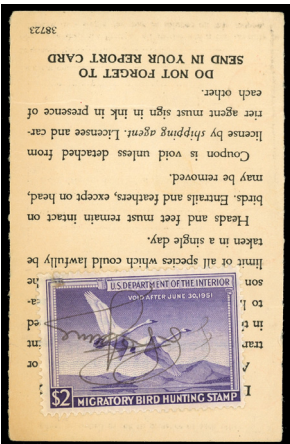 limit of all species which could lawfully be
taken in a single day.
Heads and feet must remain intact on
birds. Entrails and feathers, except on head,
may be removed.
Coupon is void unless detached from
license by shipping agent. Licensee and car-
rier agent must sign in ink in presence of
each other.
DO NOT FORGET TO
SEND IN YOUR REPORT CARD
38723
U.S. DEPARTMENT OF THE INTERIOR
VOID AFTER JUNE 30, 1951
$2 MIGRATORY BIRD HUNTING STAMP